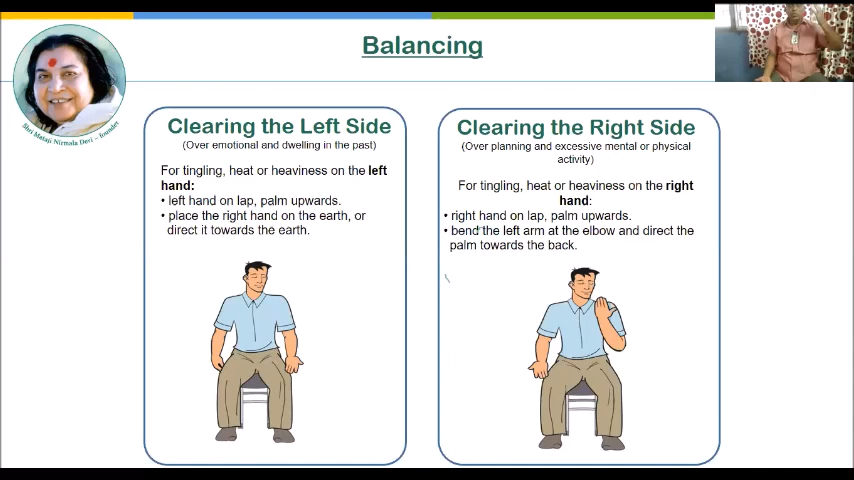 Balancing
Shri Mataji Nirmala Devi – founder
Clearing the Left Side
(Over emotional and dwelling in the past)
For tingling, heat or heaviness on the left
hand:
• left hand on lap, palm upwards.
• place the right hand on the earth, or
direct it towards the earth.
Clearing the Right Side
(Over planning and excessive mental or physical
activity)
For tingling, heat or heaviness on the right
hand:
• right hand on lap, palm upwards.
• bend the left arm at the elbow and direct the
palm towards the back.